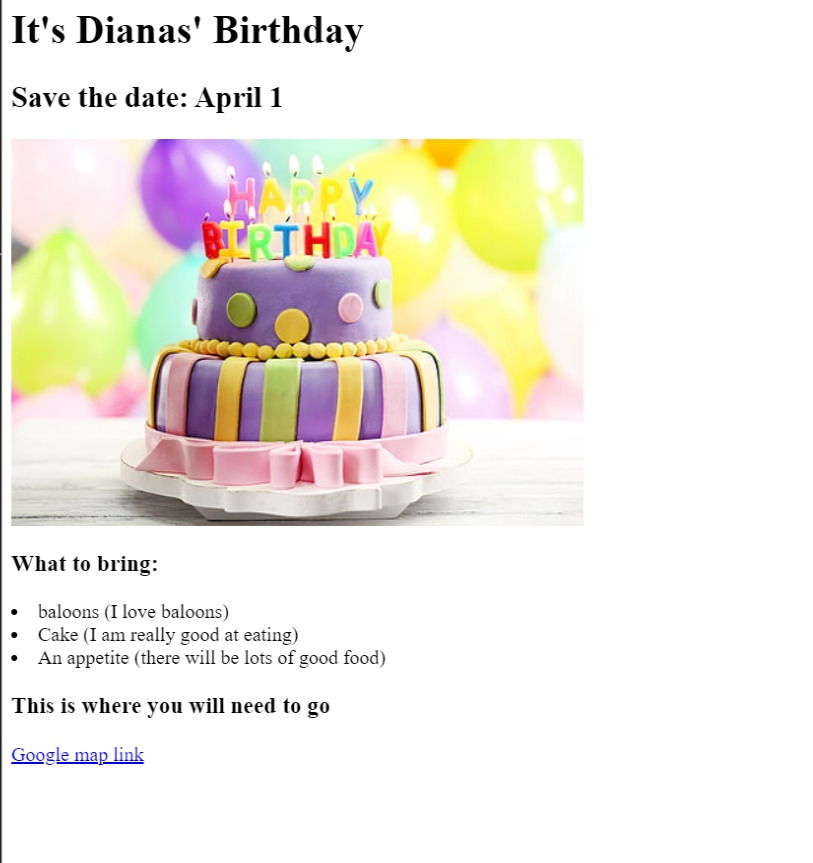 It's Dianas' Birthday
Save the date: April 1
HAPPY
BIRTHDAY
What to bring:
baloons (I love baloons)
Cake (I am really good at eating)
An appetite (there will be lots of good food)
This is where you will need to go
Google map link